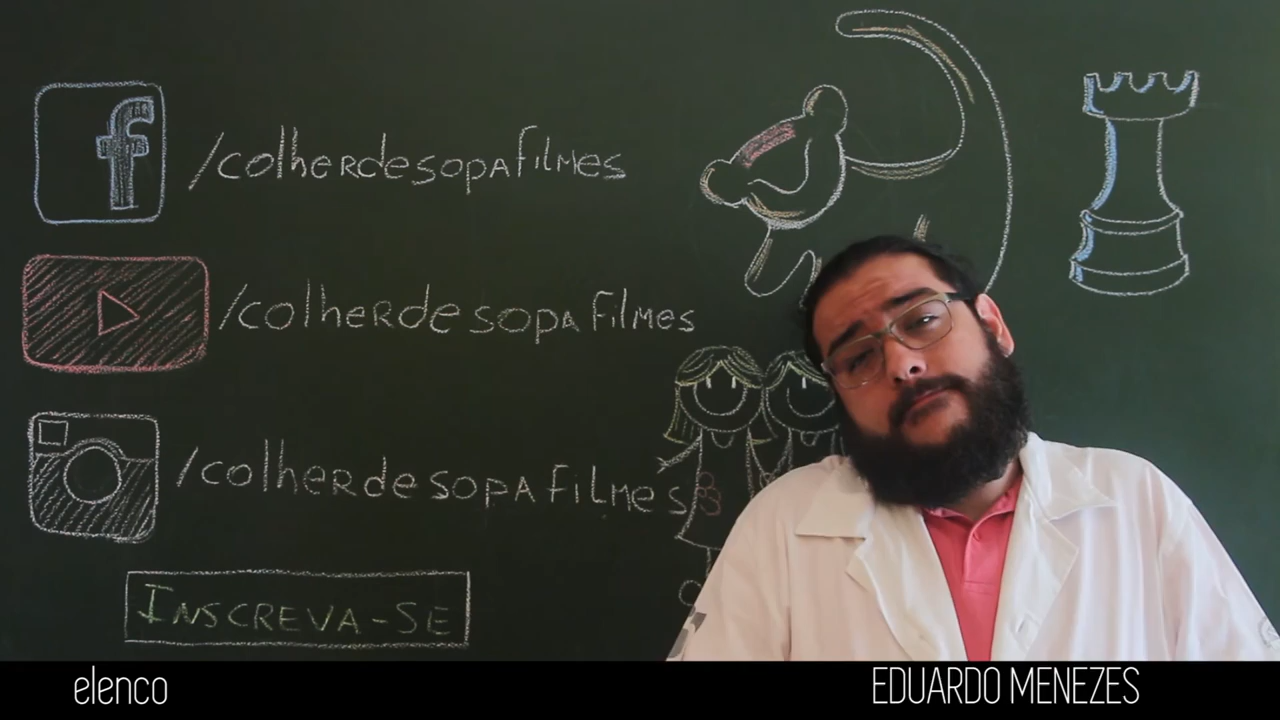 f
/colherdesopafilmes
/colherdesopafilmes
/colherdesopafilmes
INSCREVA-SE
elenco
EDUARDO MENEZES